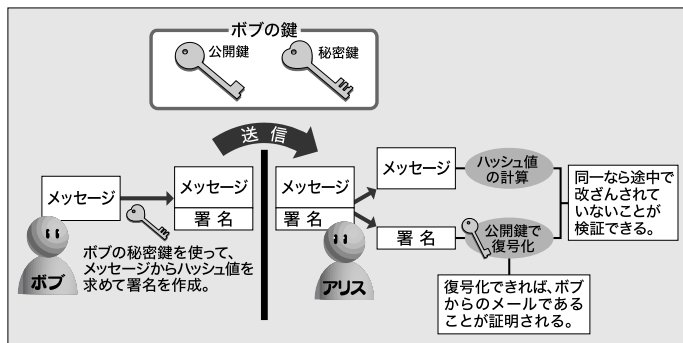 ボブの鍵
公開鍵
秘密鍵
送信
メッセージ
メッセージ
署名
ボブ
ボブの秘密鍵を使って、
メッセージからハッシュ値を
求めて署名を作成。
メッセージ
署名
アリス
メッセージ
ハッシュ値
の計算
署名
公開鍵で
復号化
同一なら途中で
改ざんされて
いないことが
検証できる。
復号化できれば、ボブ
からのメールである
ことが証明される。